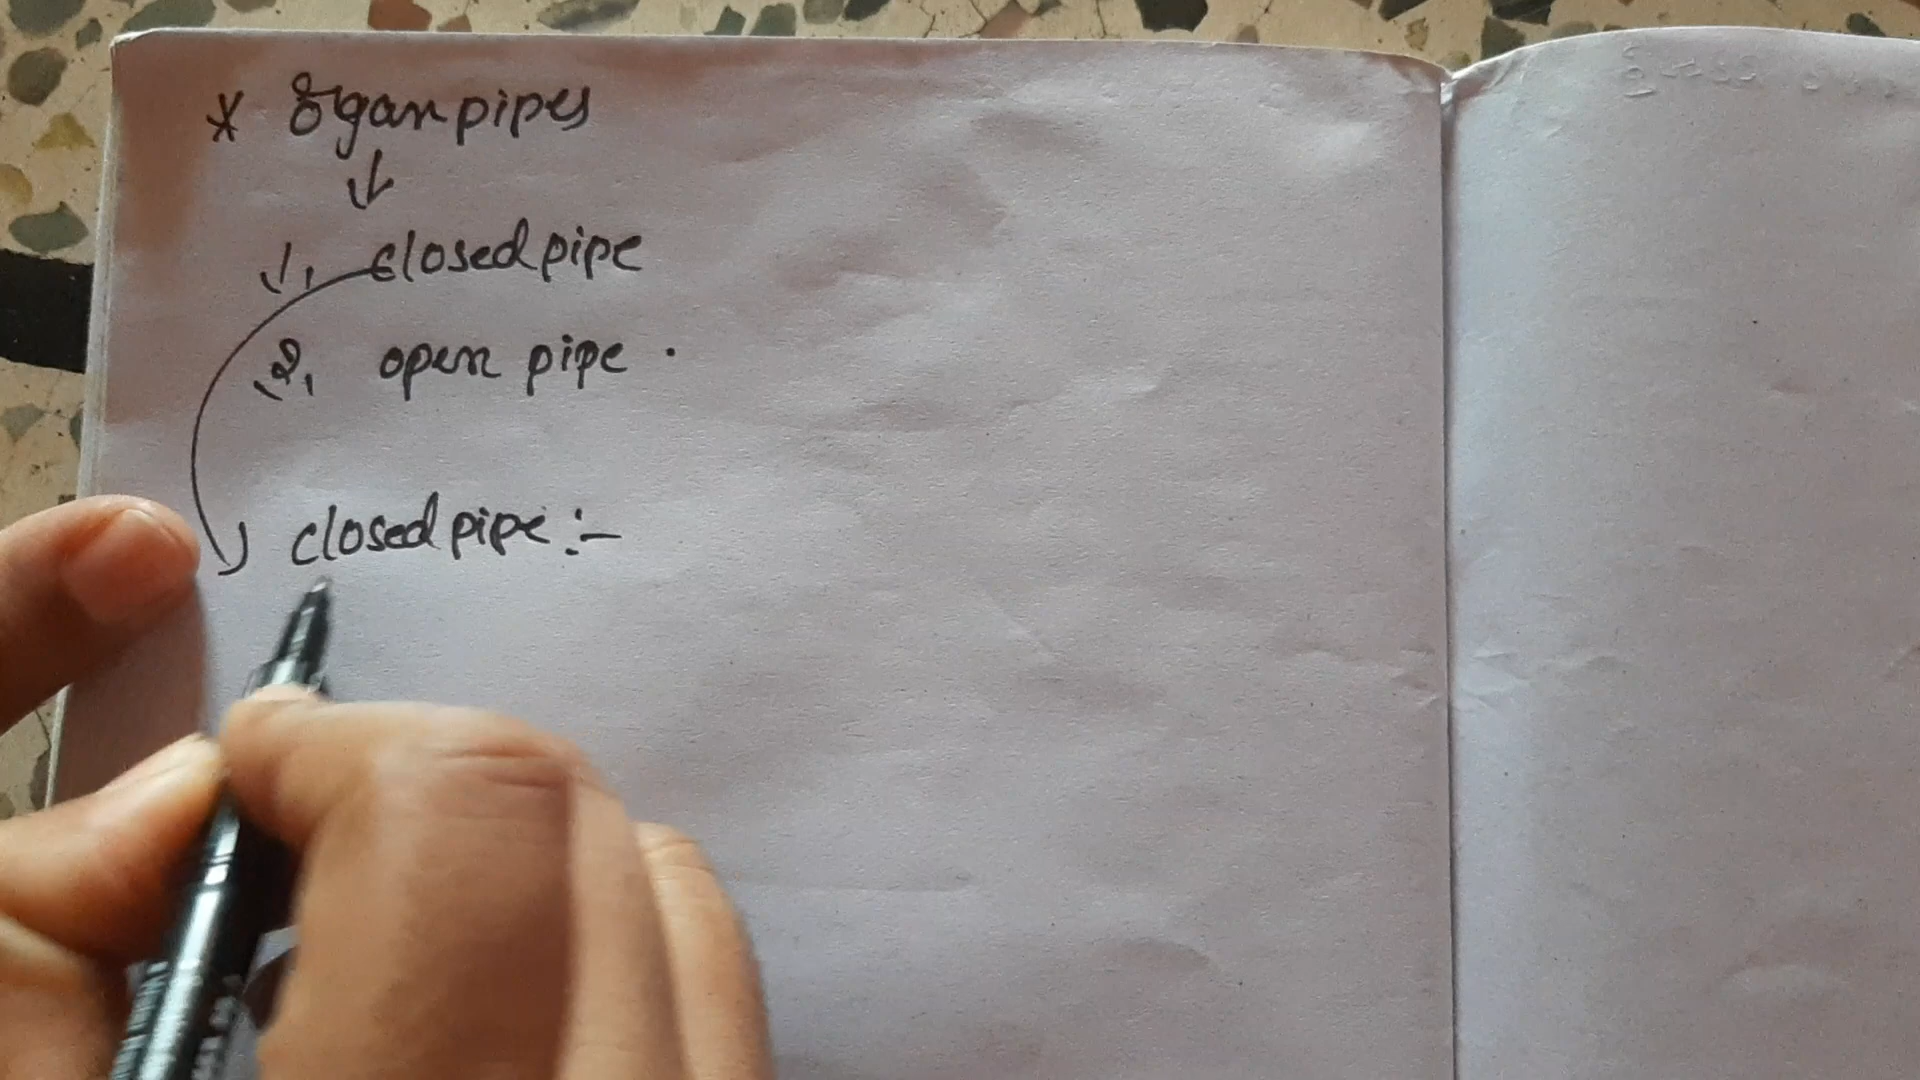 * Organ pipes
↓
1, closed pipe
2, open pipe .
closed pipe :-